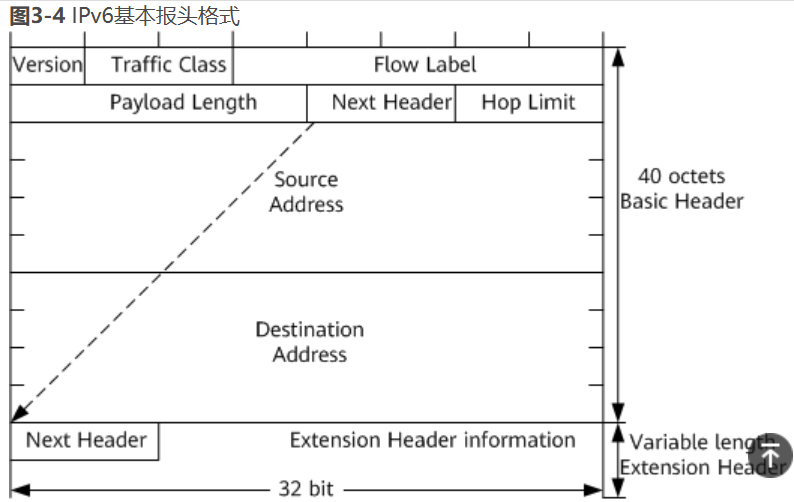 图3-4 IPv6基本报头格式
Version Traffic Class Flow Label
Payload Length Next Header Hop Limit
Source
Address
40 octets
Basic Header
Destination
Address
Next Header Extension Header information
Variable length
Extension Header
32 bit